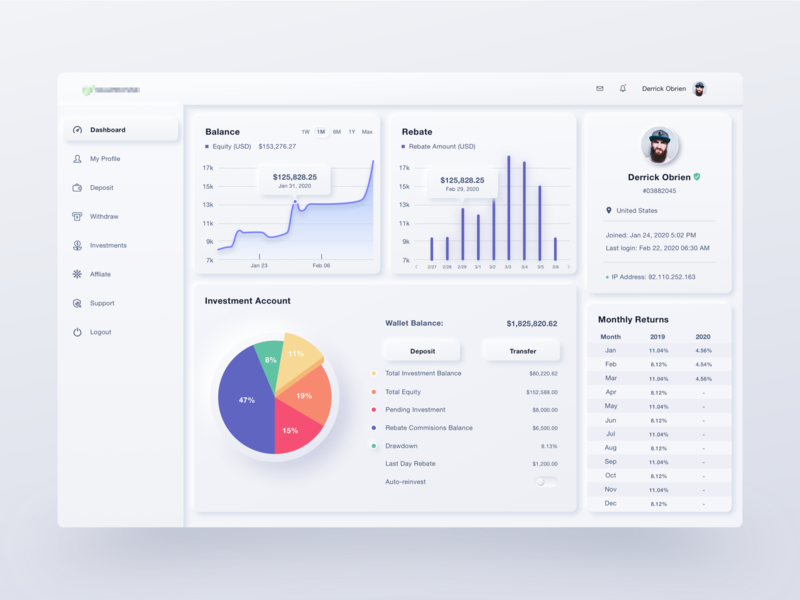 Derrick Obrien
Dashboard
My Profile
Deposit
Withdraw
Investments
Affliate
Support
Logout
Balance
1W 1M 6M 1Y Max
Equity (USD) $153,276.27
17k
15k
13k
11k
9k
7k
$125,828.25
Jan 31, 2020
Jan 23 Feb 06
Rebate
Rebate Amount (USD)
17k
15k
13k
11k
9k
7k
$125,828.25
Feb 29, 2020
2/27 2/28 2/29 3/1 3/2 3/3 3/4 3/5 3/6
Derrick Obrien
#03882045
United States
Joined: Jan 24, 2020 5:02 PM
Last login: Feb 22, 2020 06:30 AM
+ IP Address: 92.110.252.163
Investment Account
47%
8%
11%
19%
15%
Wallet Balance: $1,825,820.62
Deposit Transfer
Total Investment Balance $80,220.62
Total Equity $152,588.00
Pending Investment $8,000.00
Rebate Commisions Balance $6,500.00
Drawdown 8.13%
Last Day Rebate $1,200.00
Auto-reinvest
Monthly Returns
Month 2019 2020
Jan 11.04% 4.56%
Feb 8.12% 4.54%
Mar 11.04% 4.56%
Apr 8.12% -
May 11.04% -
Jun 8.12% -
Jul 11.04% -
Aug 8.12% -
Sep 11.04% -
Oct 8.12% -
Nov 11.04% -
Dec 8.12% -